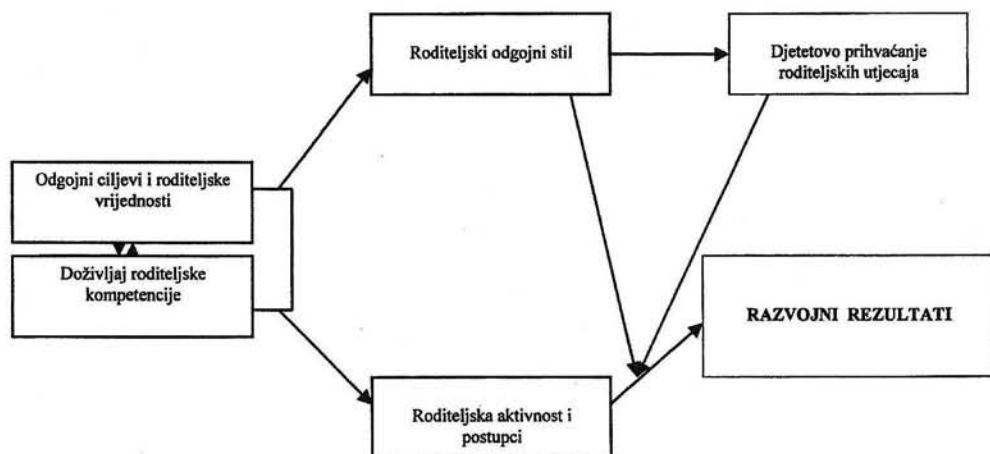 Roditeljski odgojni stil
Djetetovo prihvaćanje
roditeljskih utjecaja
Odgojni ciljevi i roditeljske
vrijednosti
Doživljaj roditeljske
kompetencije
RAZVOJNI REZULTATI
Roditeljska aktivnost i
postupci